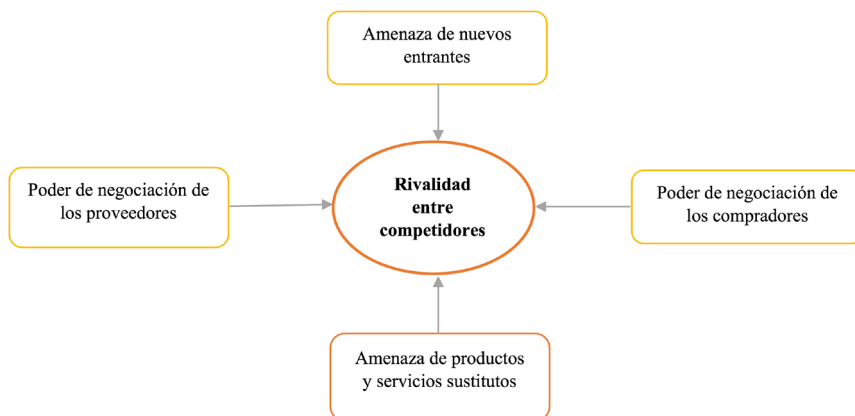 Amenaza de nuevos
entrantes
Poder de negociación de
los proveedores
Rivalidad
entre
competidores
Poder de negociación de
los compradores
Amenaza de productos
y servicios sustitutos